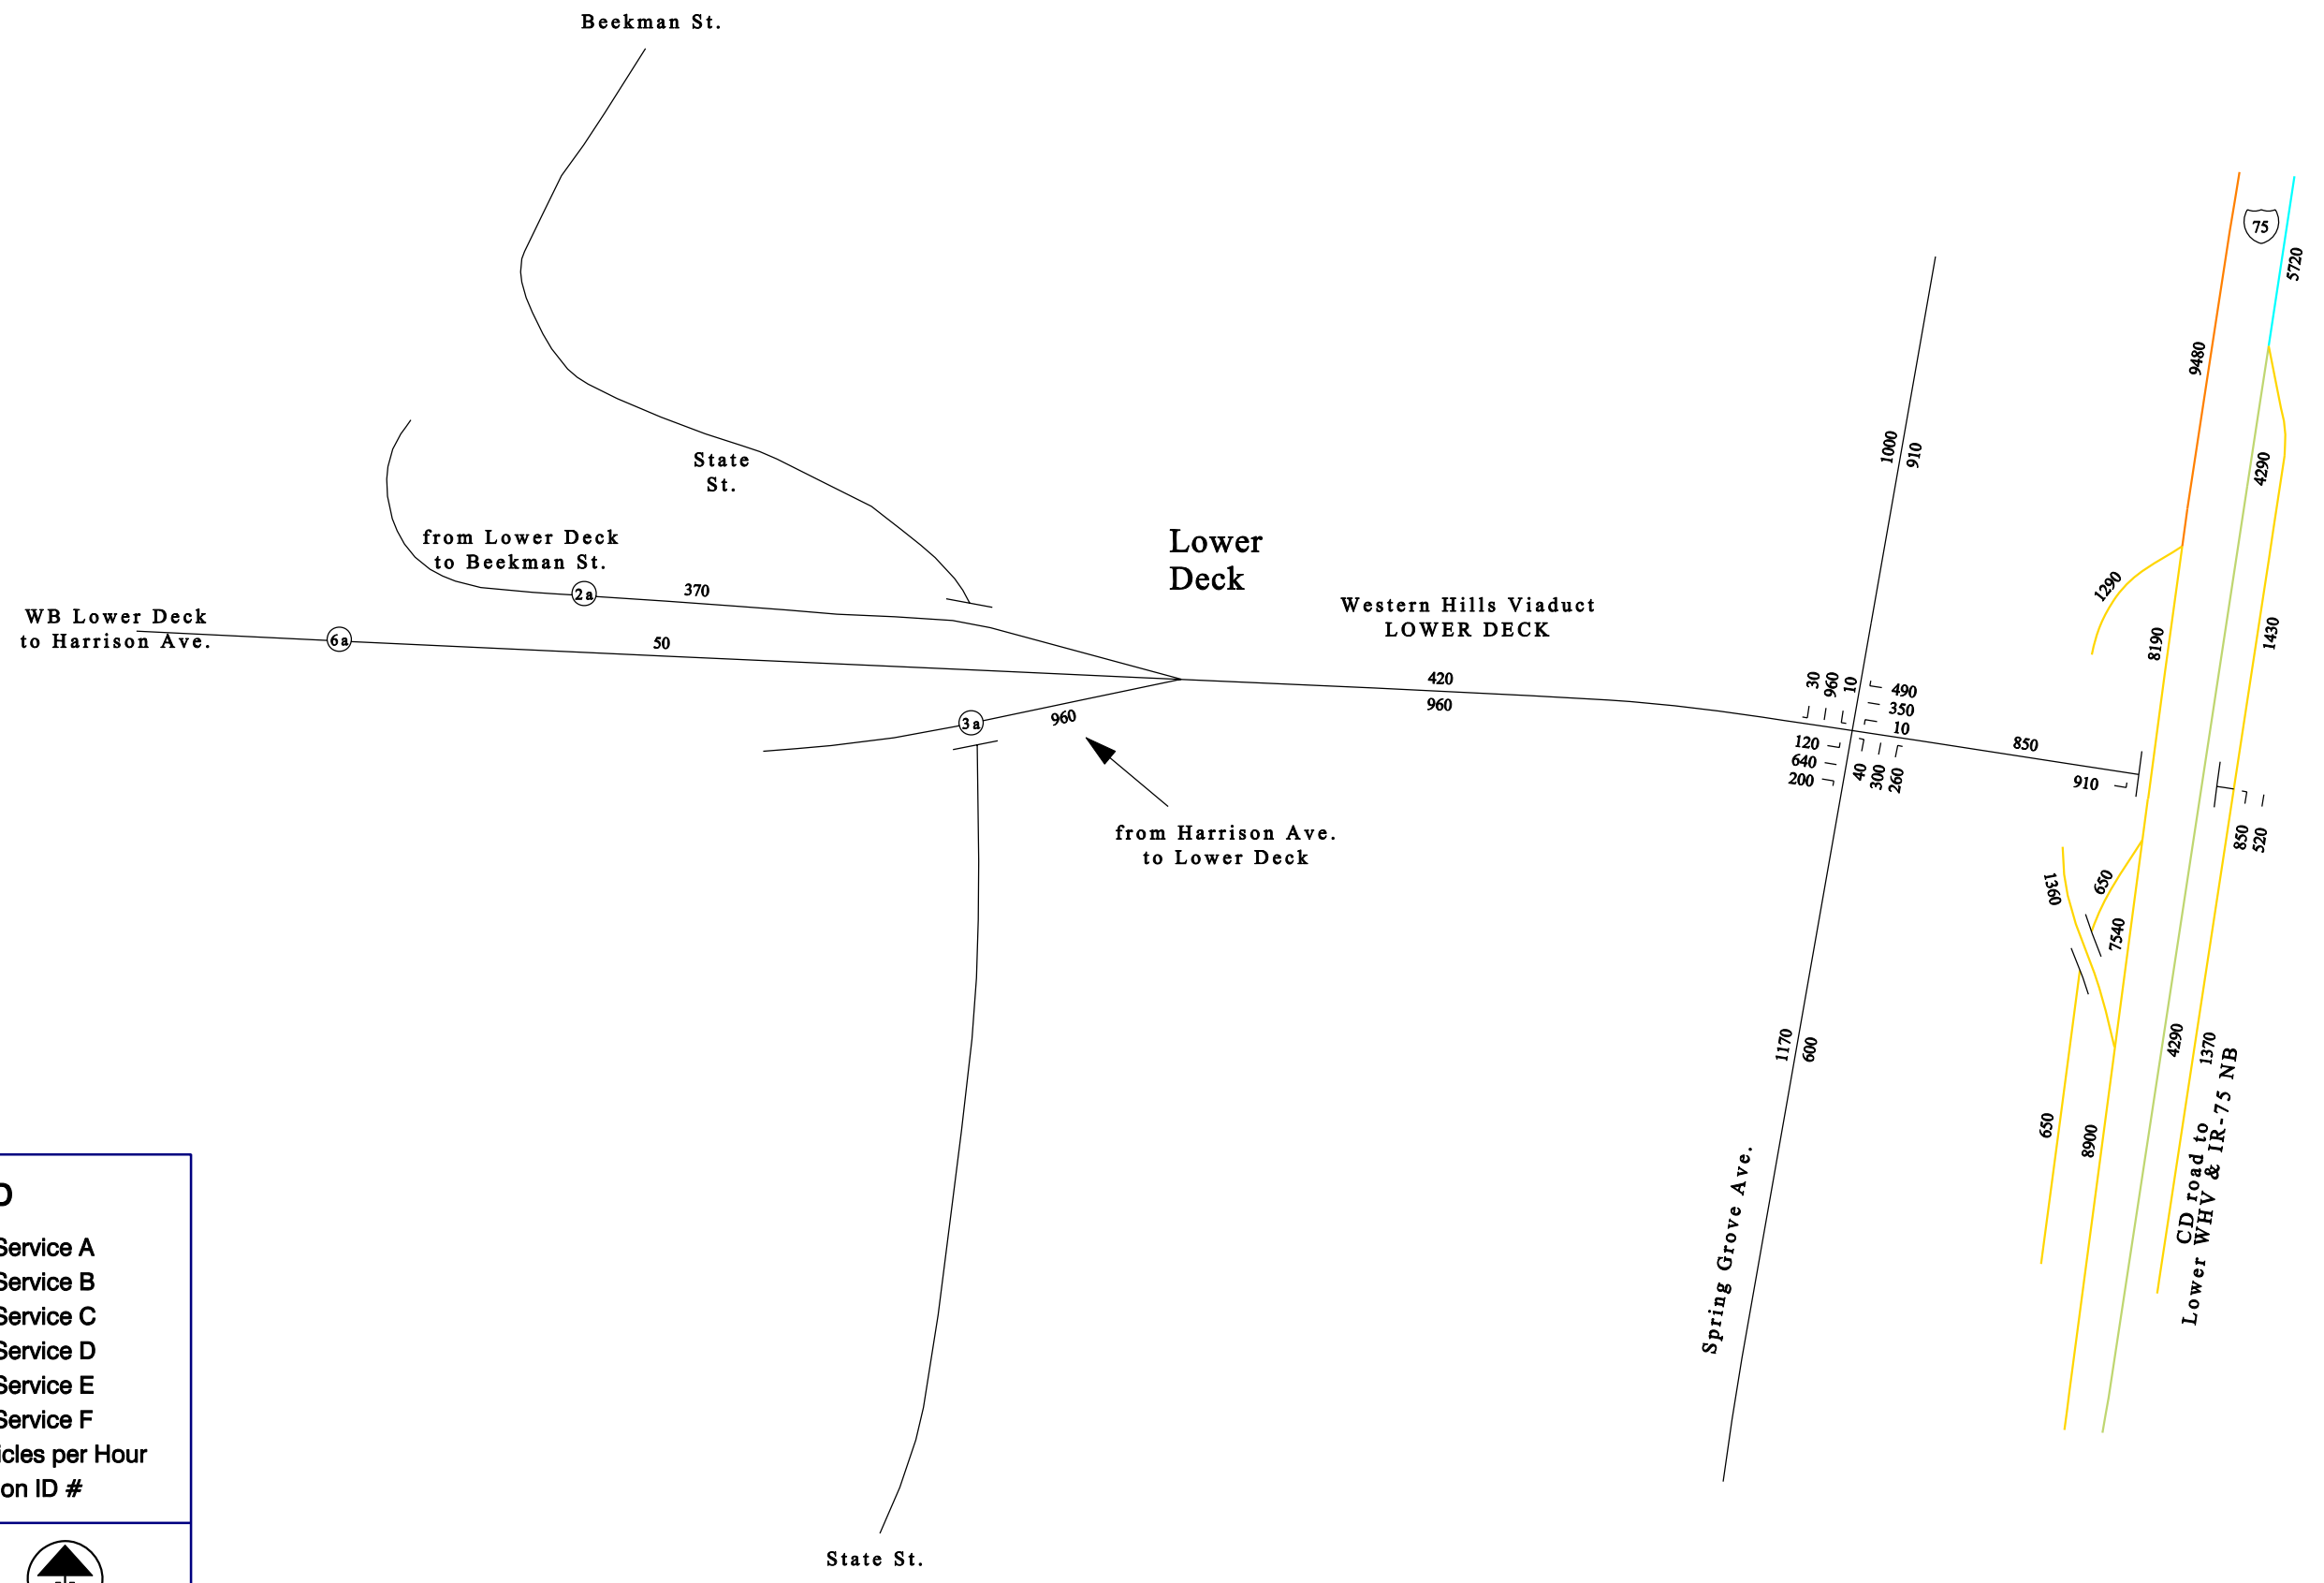 Beekman St.
75
5720
9480
1000
910
4290
State
St.
from Lower Deck
to Beekman St.
Lower
Deck
1290
2a
370
WB Lower Deck
to Harrison Ave.
6a
50
Western Hills Viaduct
LOWER DECK
8190
1430
420
960
30
960
10
490
350
10
3a
960
120
640
200
40
300
260
850
910
850
520
from Harrison Ave.
to Lower Deck
1360
650
7540
1170
600
4290
1370
650
8900
CD road to
Lower WHV & IR-75 NB
Spring Grove Ave.
Service A
Service B
Service C
Service D
Service E
Service F
icles per Hour
on ID #
State St.